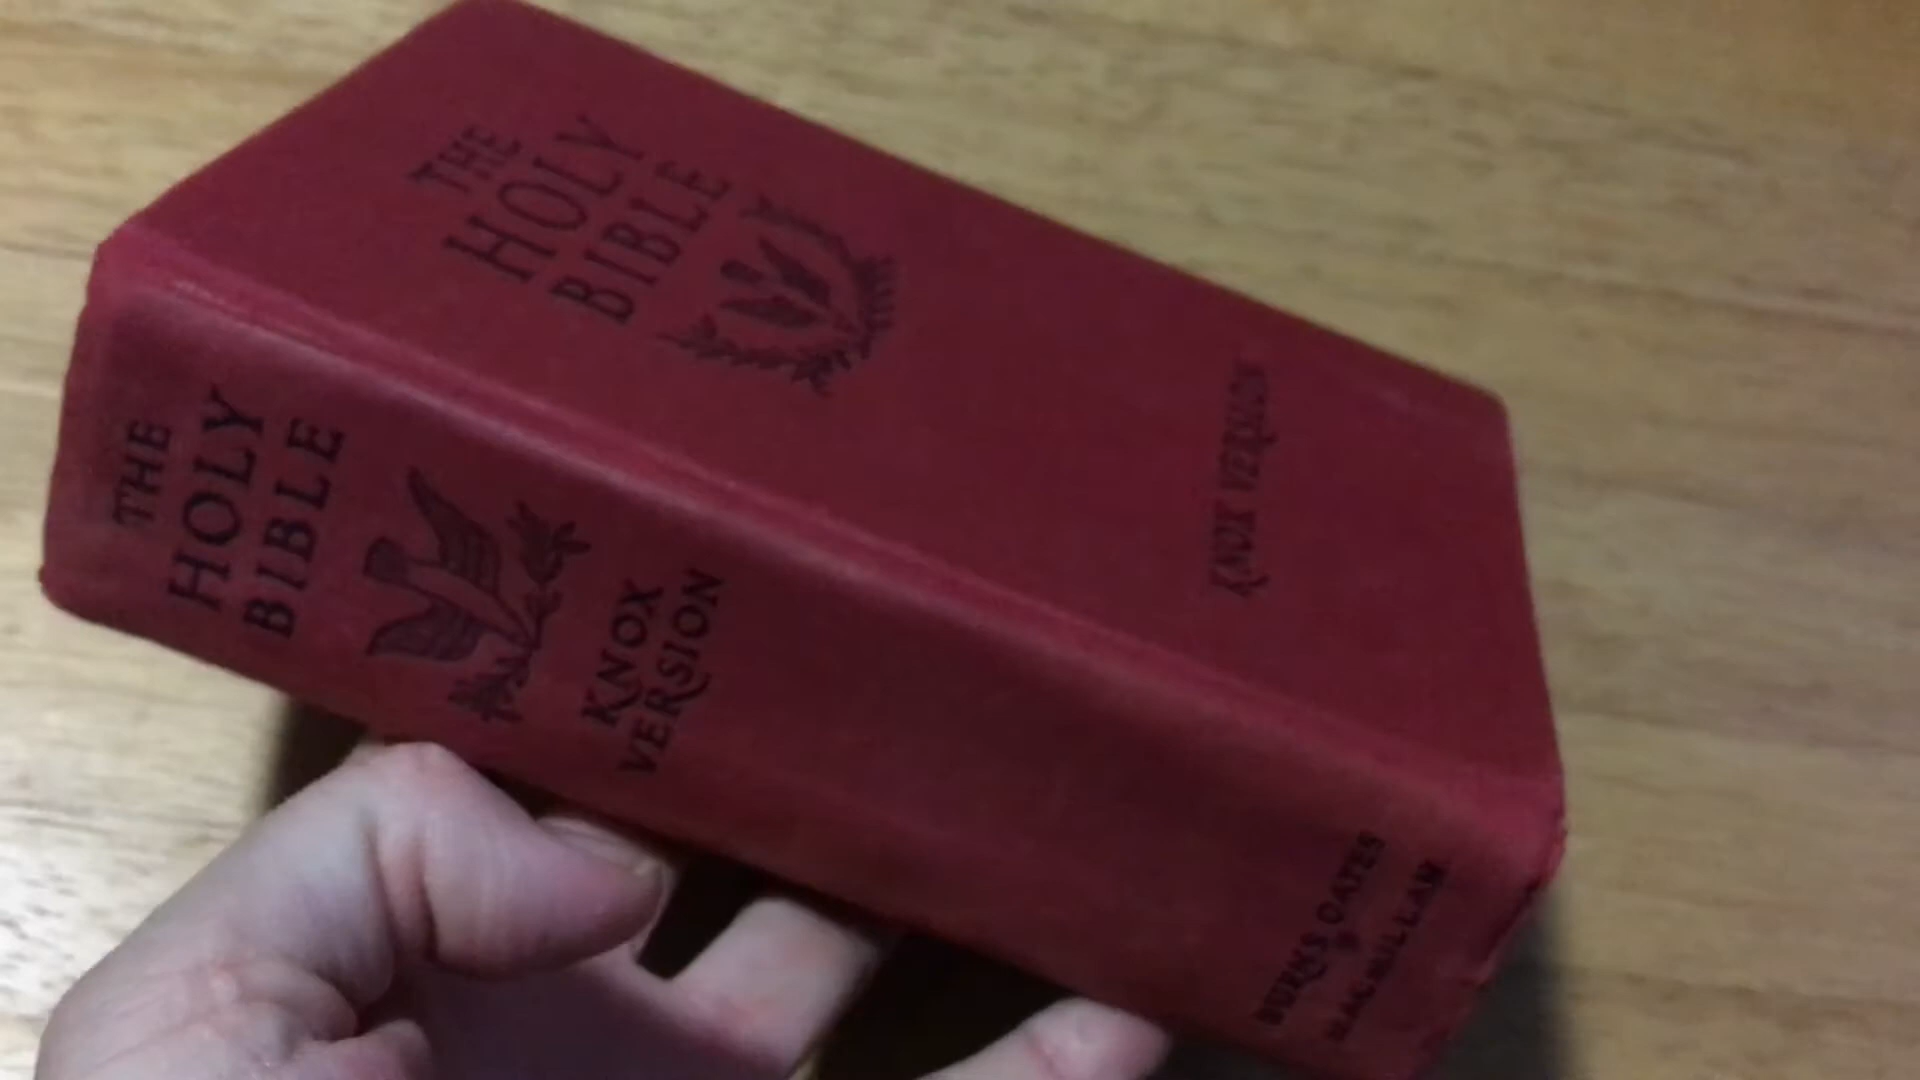 THE
HOLY
BIBLE
KNOX VERSION
THE
HOLY
BIBLE
KNOX
VERSION
BURNS OATES
&
MACMILLAN